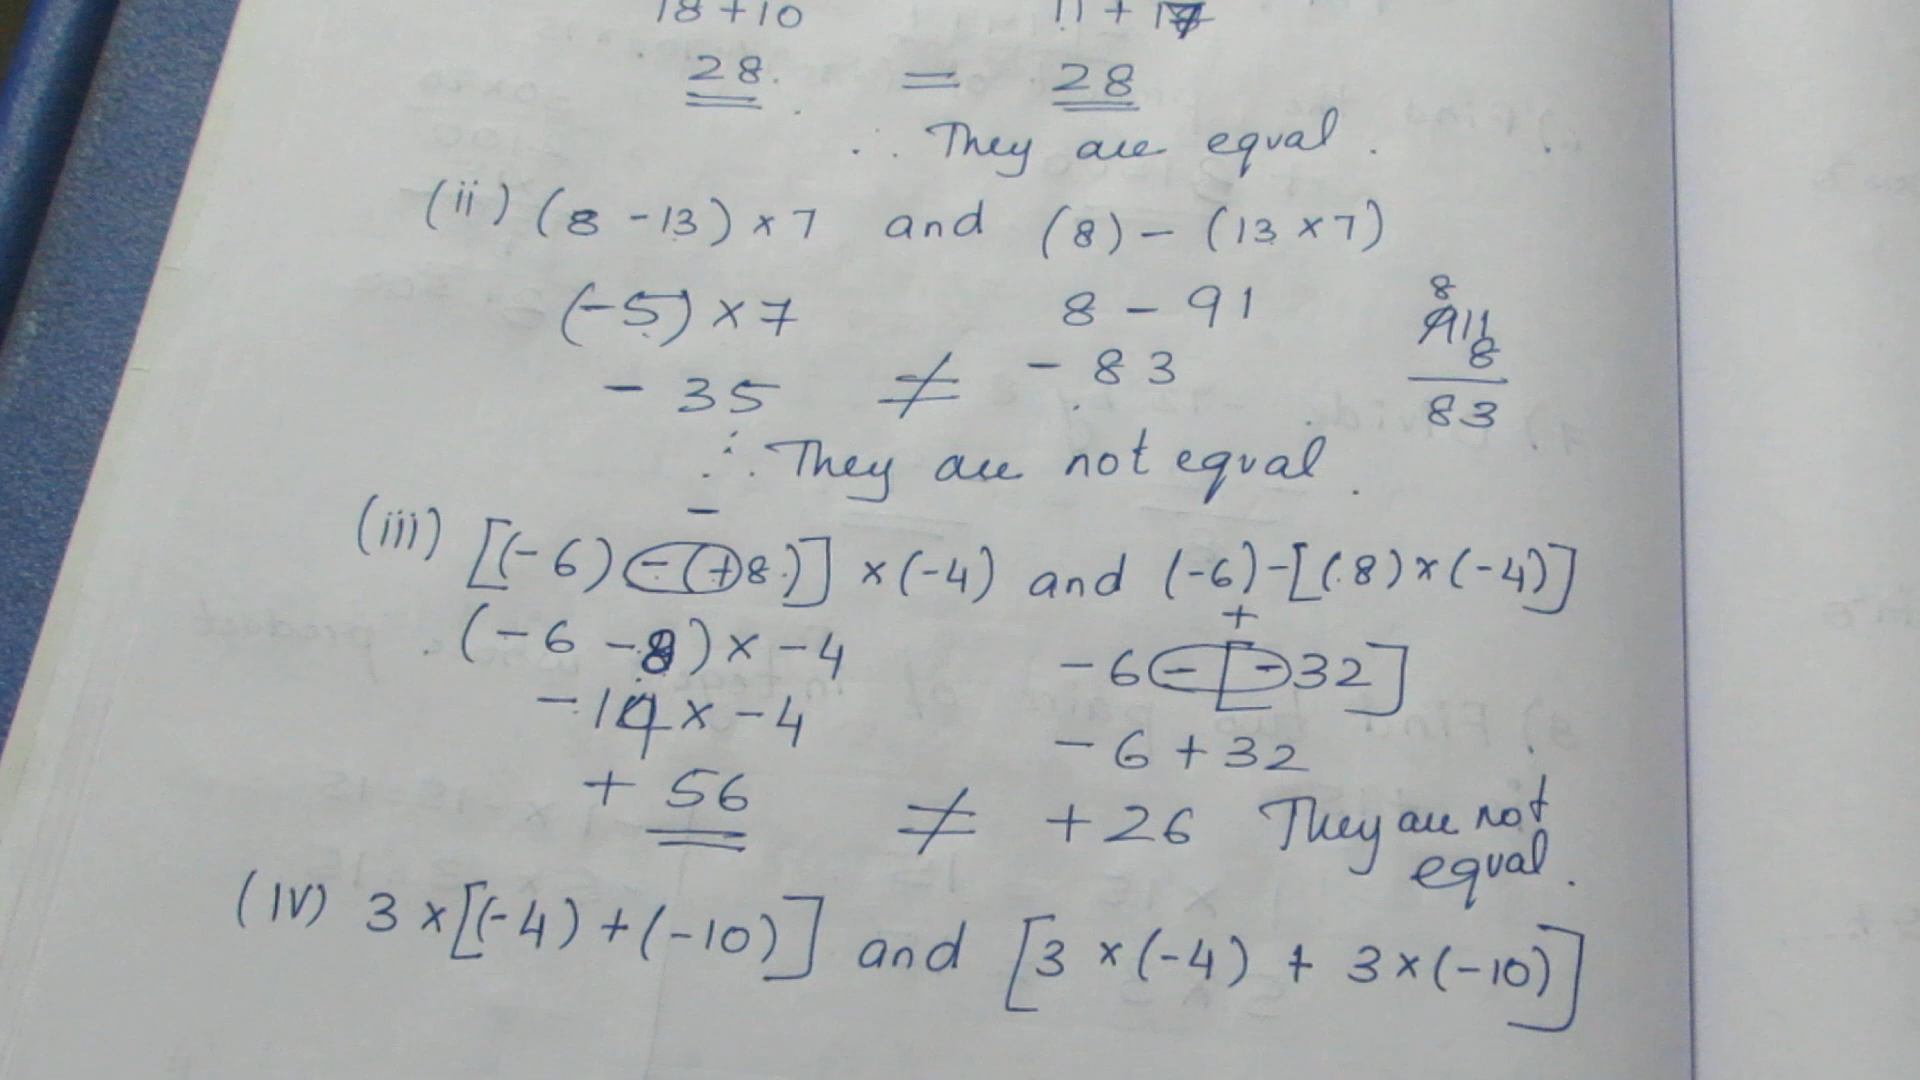 18 + 10 11 + 17
28. = 28
∴ They are equal.
(ii) (8 - 13) × 7 and (8) - (13 × 7)
(-5) × 7 8 - 91
8
9 11
8
83
- 35 ≠ - 83
∴ They are not equal.
-
(iii) [(-6) - (+8)] × (-4) and (-6) - [(8) × (-4)]
+
(-6 - 8) × -4 -6 - [-32]
-14 × -4 -6 + 32
+ 56 ≠ + 26 They are not
equal.
(iv) 3 × [(-4) + (-10)] and [3 × (-4) + 3 × (-10)]